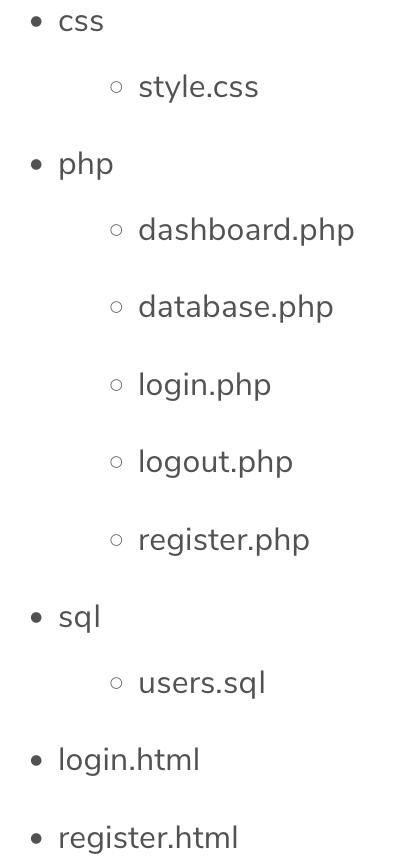 css
style.css
php
dashboard.php
database.php
login.php
logout.php
register.php
sql
users.sql
login.html
register.html